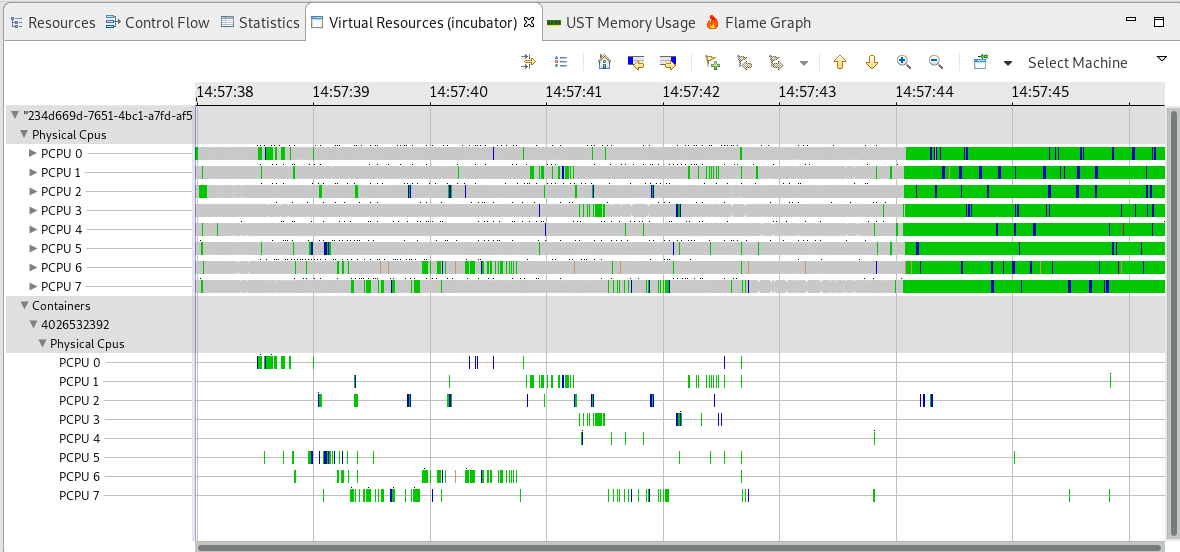 Resources Control Flow Statistics Virtual Resources (incubator) UST Memory Usage Flame Graph
Select Machine
14:57:38 14:57:39 14:57:40 14:57:41 14:57:42 14:57:43 14:57:44 14:57:45
"234d669d-7651-4bc1-a7fd-af5
Physical Cpus
PCPU 0
PCPU 1
PCPU 2
PCPU 3
PCPU 4
PCPU 5
PCPU 6
PCPU 7
Containers
4026532392
Physical Cpus
PCPU 0
PCPU 1
PCPU 2
PCPU 3
PCPU 4
PCPU 5
PCPU 6
PCPU 7